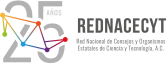 25 AÑOS
REDNACECYT
Red Nacional de Consejos y Organismos
Estatales de Ciencia y Tecnología, A.C.